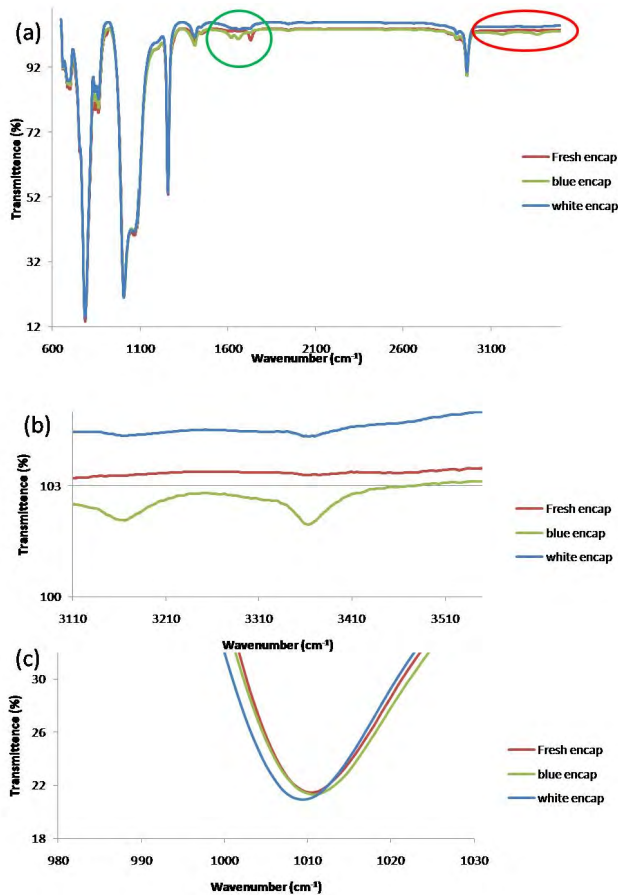 (a)
92
72
52
32
12
Transmittence (%)
600 1100 1600 2100 2600 3100
Wavenumber (cm⁻¹)
Fresh encap
blue encap
white encap
(b)
103
100
Transmittence (%)
3110 3210 3310 3410 3510
Wavenumber (cm⁻¹)
Fresh encap
blue encap
white encap
(c)
30
26
22
18
Transmittence (%)
980 990 1000 1010 1020 1030
Wavenumber (cm⁻¹)
Fresh encap
blue encap
white encap